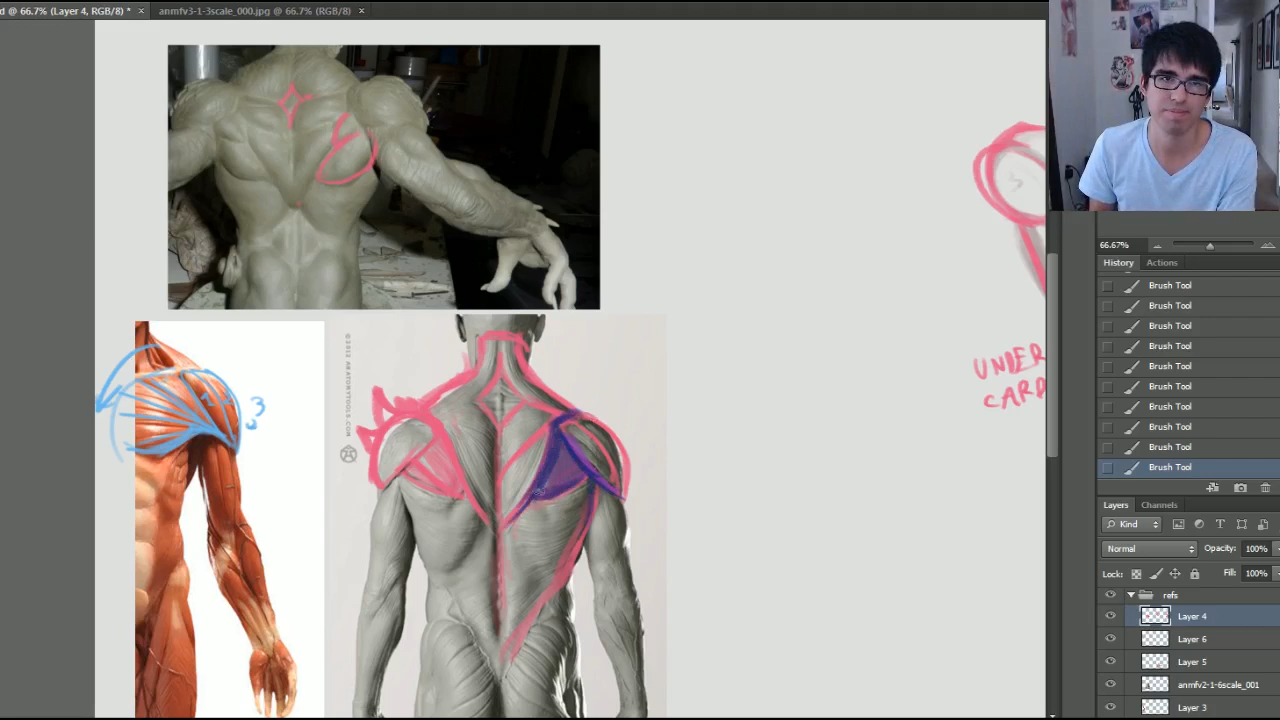 d @ 66.7% (Layer 4, RGB/8) * × anmfv3-1-3scale_000.jpg @ 66.7% (RGB/8) ×
66.67%
History Actions
Brush Tool
Brush Tool
Brush Tool
Brush Tool
Brush Tool
Brush Tool
Brush Tool
Brush Tool
Brush Tool
Brush Tool
UNDER
CARD
3
©2012 ANATOMYTOOLS.COM
Layers Channels
Kind
Normal Opacity: 100%
Lock: Fill: 100%
refs
Layer 4
Layer 6
Layer 5
anmfv2-1-6scale_001
Layer 3